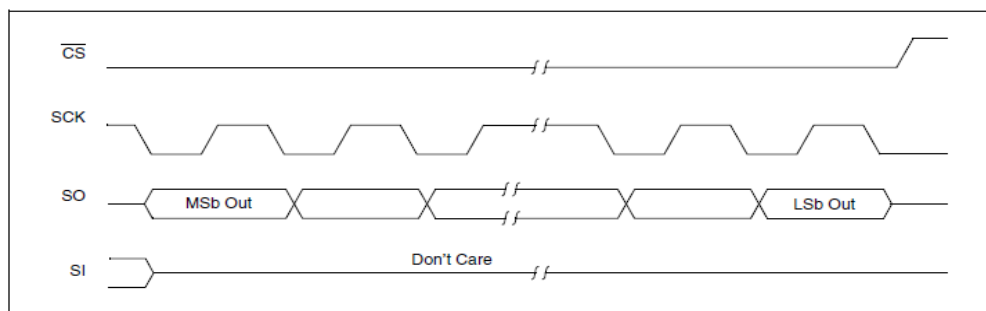 CS
SCK
SO
MSb Out
LSb Out
SI
Don't Care